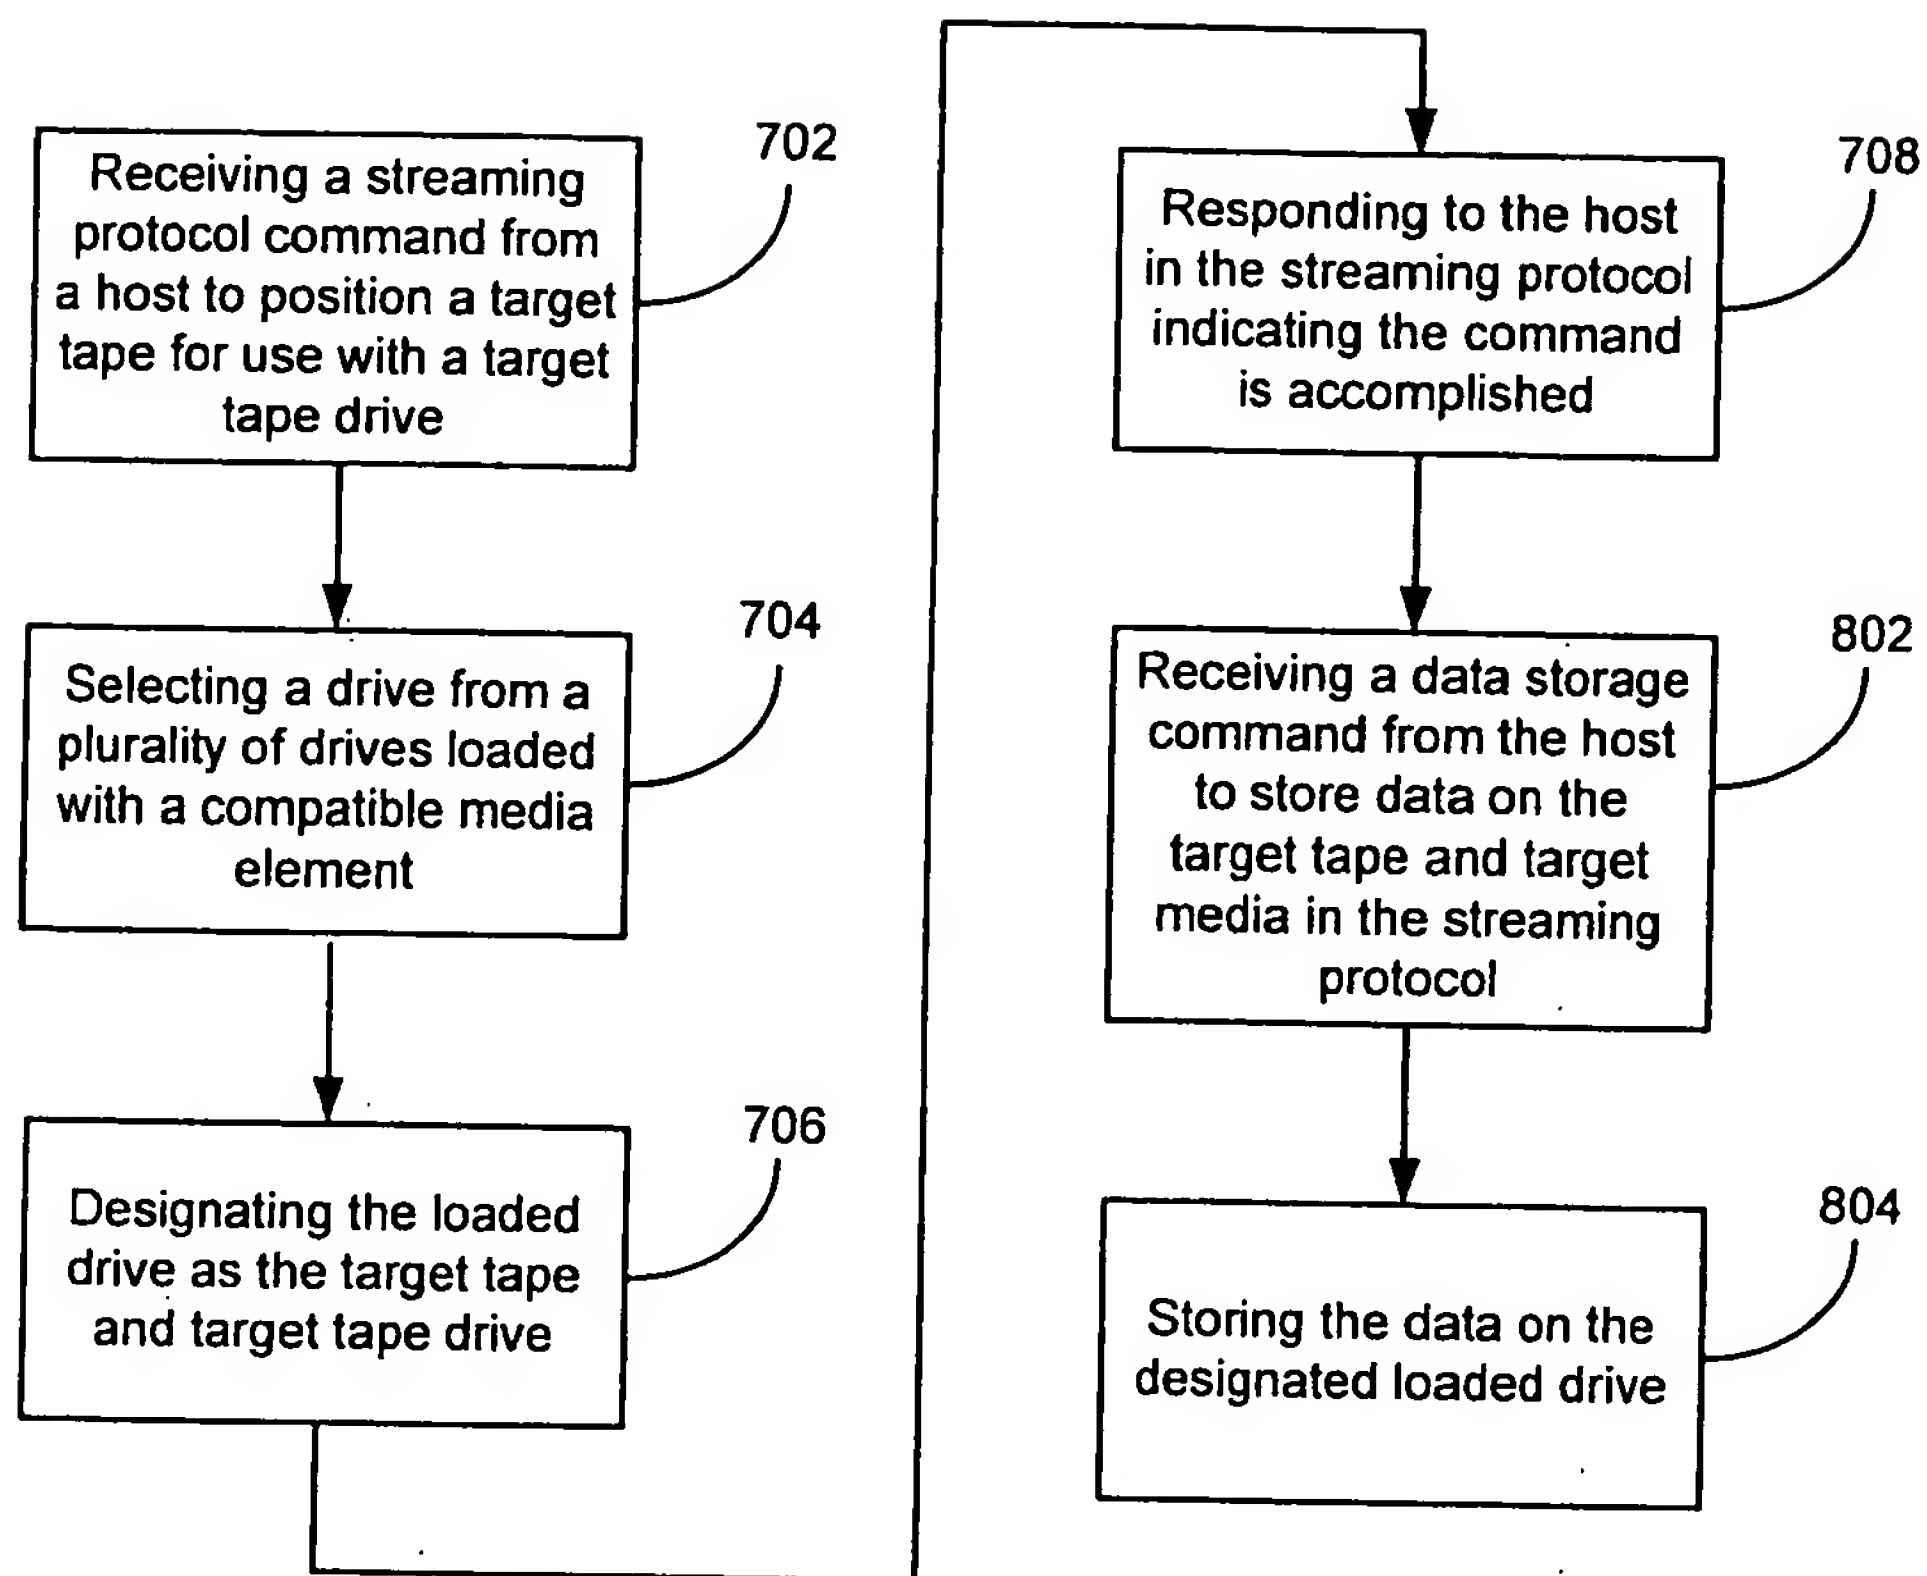 702
Receiving a streaming
protocol command from
a host to position a target
tape for use with a target
tape drive
704
Selecting a drive from a
plurality of drives loaded
with a compatible media
element
706
Designating the loaded
drive as the target tape
and target tape drive
708
Responding to the host
in the streaming protocol
indicating the command
is accomplished
802
Receiving a data storage
command from the host
to store data on the
target tape and target
media in the streaming
protocol
804
Storing the data on the
designated loaded drive